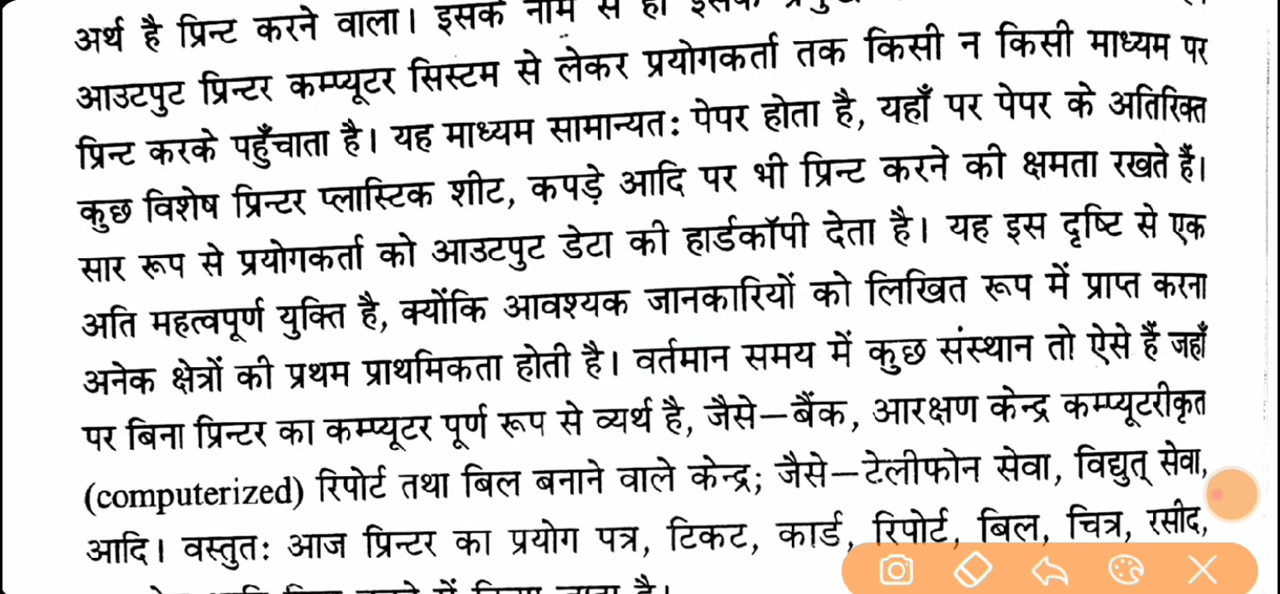 अर्थ है प्रिन्ट करने वाला। इसके नाम से ही इसके
आउटपुट प्रिन्टर कम्प्यूटर सिस्टम से लेकर प्रयोगकर्ता तक किसी न किसी माध्यम पर
प्रिन्ट करके पहुँचाता है। यह माध्यम सामान्यतः पेपर होता है, यहाँ पर पेपर के अतिरिक्त
कुछ विशेष प्रिन्टर प्लास्टिक शीट, कपड़े आदि पर भी प्रिन्ट करने की क्षमता रखते हैं।
सार रूप से प्रयोगकर्ता को आउटपुट डेटा की हार्डकॉपी देता है। यह इस दृष्टि से एक
अति महत्वपूर्ण युक्ति है, क्योंकि आवश्यक जानकारियों को लिखित रूप में प्राप्त करना
अनेक क्षेत्रों की प्रथम प्राथमिकता होती है। वर्तमान समय में कुछ संस्थान तो ऐसे हैं जहाँ
पर बिना प्रिन्टर का कम्प्यूटर पूर्ण रूप से व्यर्थ है, जैसे—बैंक, आरक्षण केन्द्र कम्प्यूटरीकृत
(computerized) रिपोर्ट तथा बिल बनाने वाले केन्द्र; जैसे—टेलीफोन सेवा, विद्युत् सेवा,
आदि। वस्तुतः आज प्रिन्टर का प्रयोग पत्र, टिकट, कार्ड, रिपोर्ट, बिल, चित्र, रसीद,